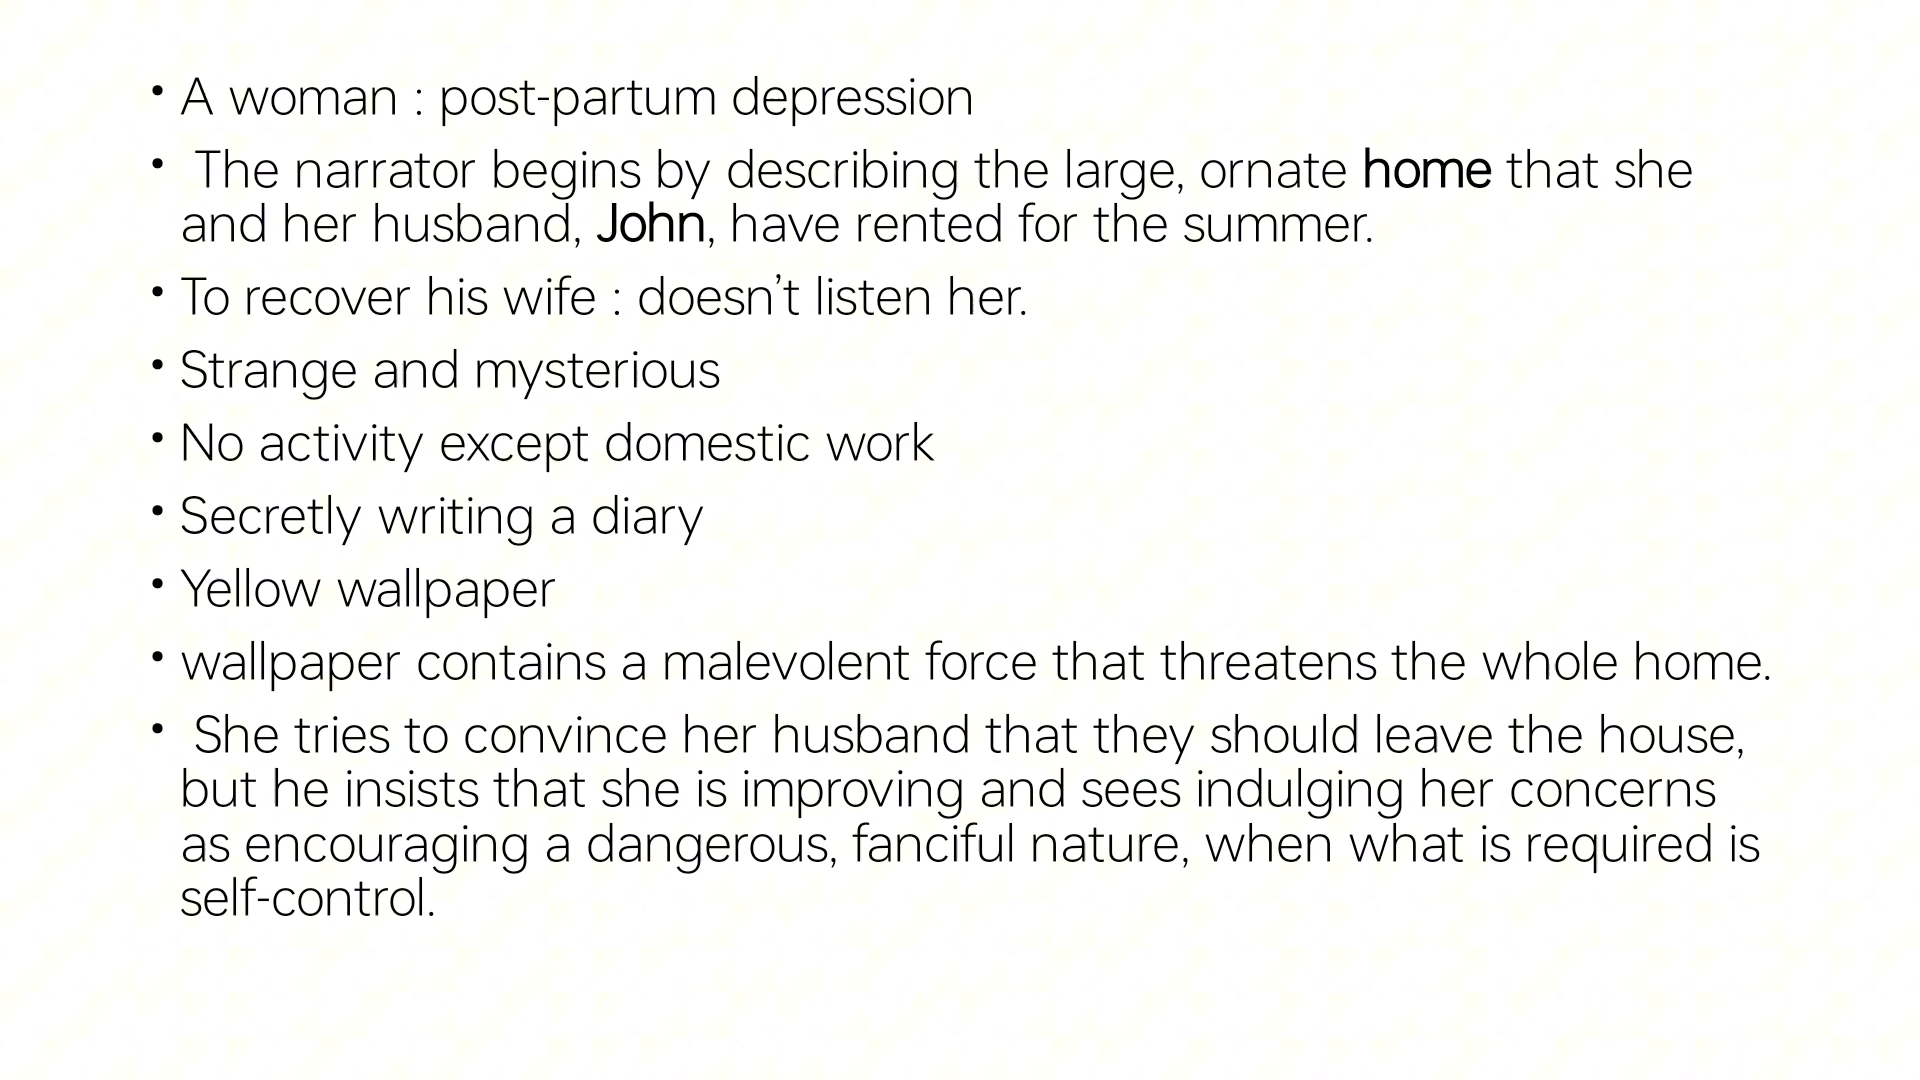 • A woman : post-partum depression
• The narrator begins by describing the large, ornate home that she
and her husband, John, have rented for the summer.
• To recover his wife : doesn't listen her.
• Strange and mysterious
• No activity except domestic work
• Secretly writing a diary
• Yellow wallpaper
• wallpaper contains a malevolent force that threatens the whole home.
• She tries to convince her husband that they should leave the house,
but he insists that she is improving and sees indulging her concerns
as encouraging a dangerous, fanciful nature, when what is required is
self-control.